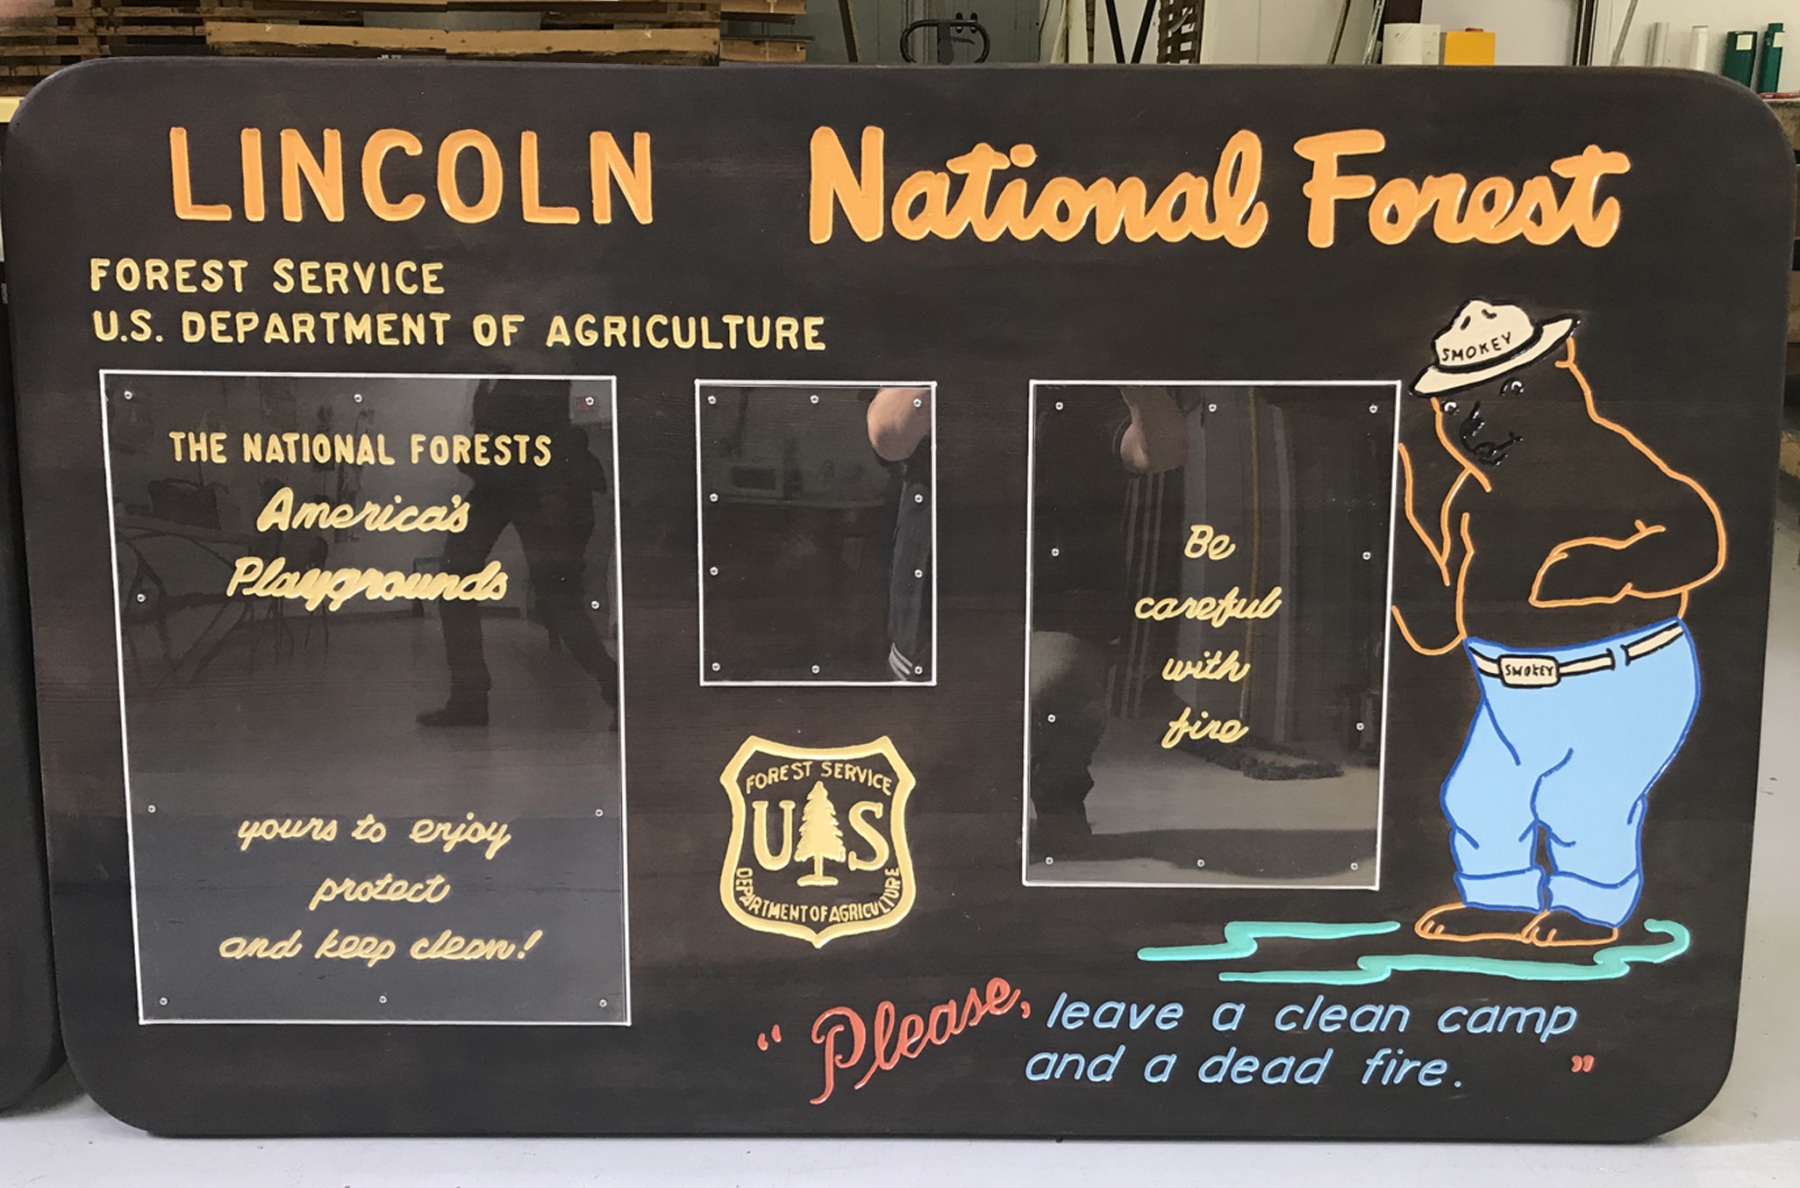 LINCOLN National Forest
FOREST SERVICE
U.S. DEPARTMENT OF AGRICULTURE
THE NATIONAL FORESTS
America's
Playgrounds
yours to enjoy
protect
and keep clean!
FOREST SERVICE
US
DEPARTMENT OF AGRICULTURE
Be
careful
with
fire
SMOKEY
SMOKEY
"Please, leave a clean camp
and a dead fire."